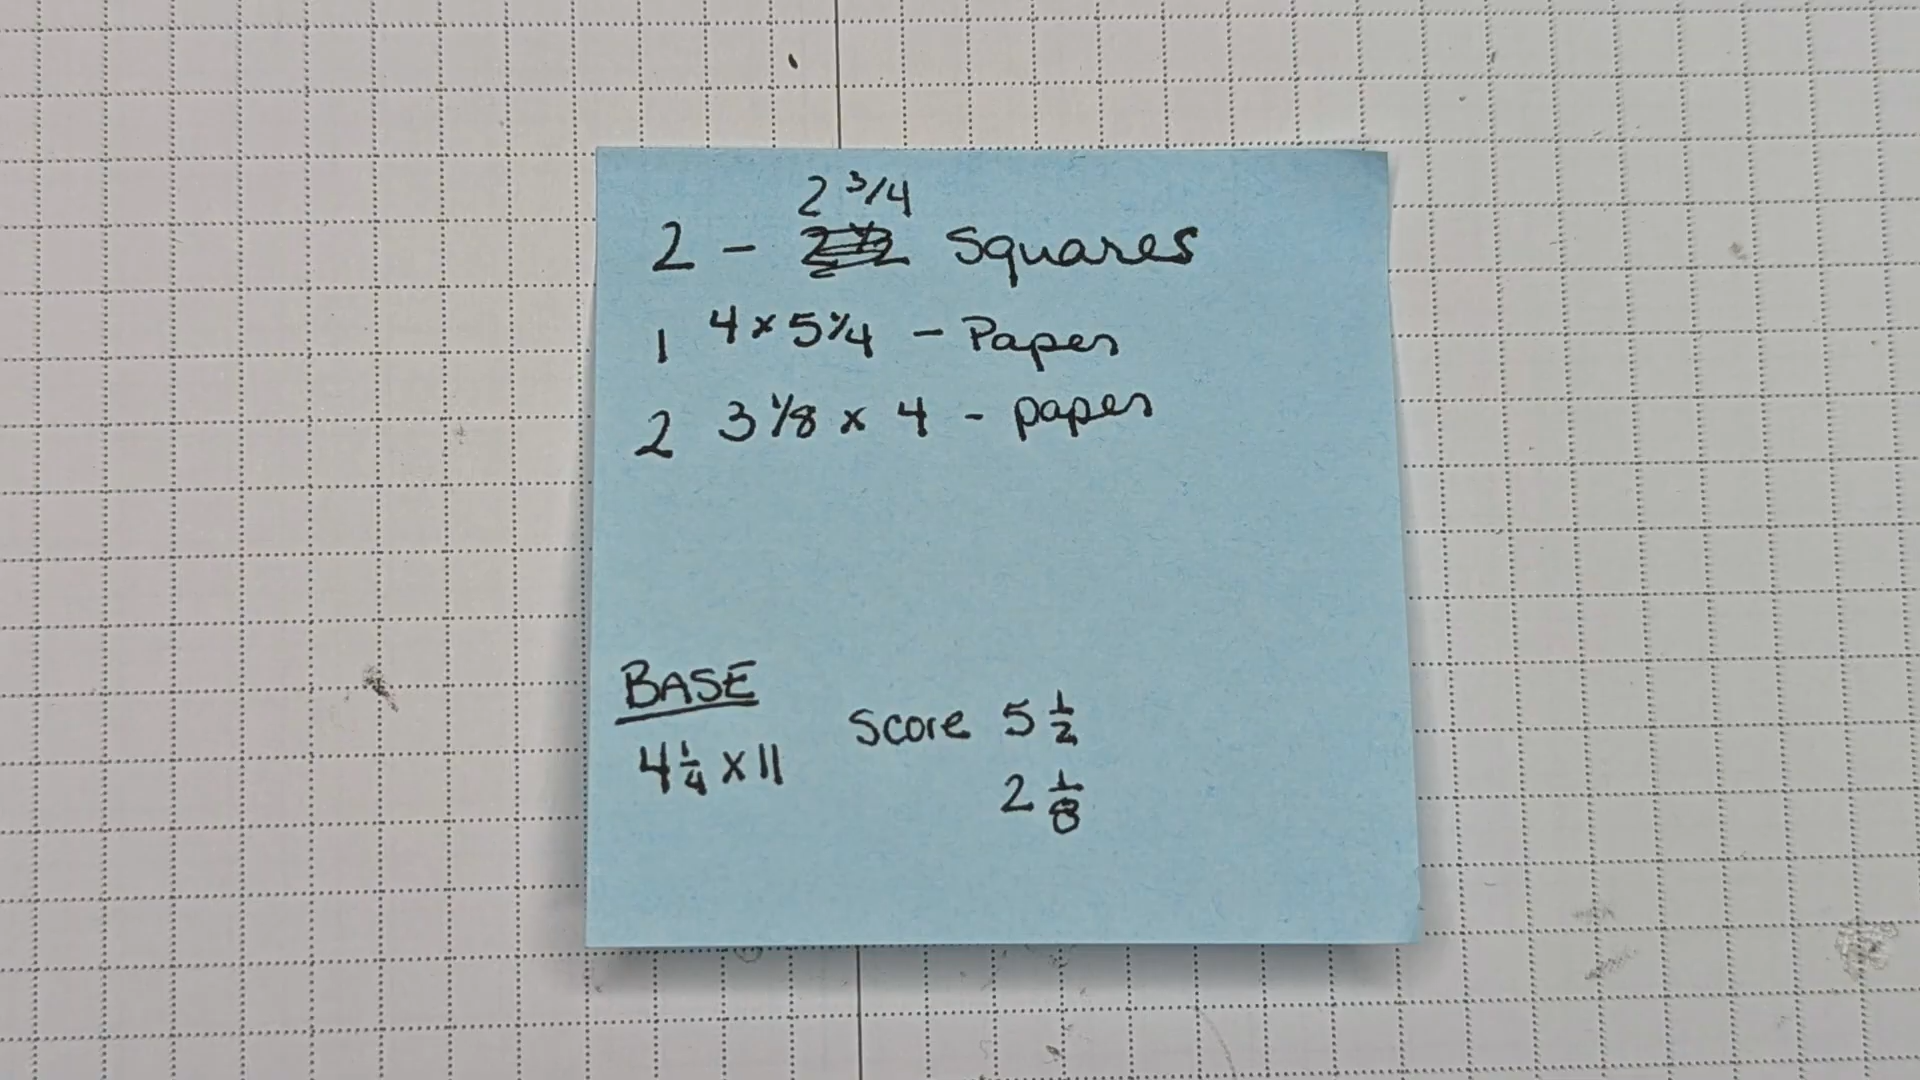 2 3/4
2 - squares
1 4 x 5 1/4 - Paper
2 3 1/8 x 4 - paper
BASE
4 1/4 x 11
Score 5 1/2
2 1/8